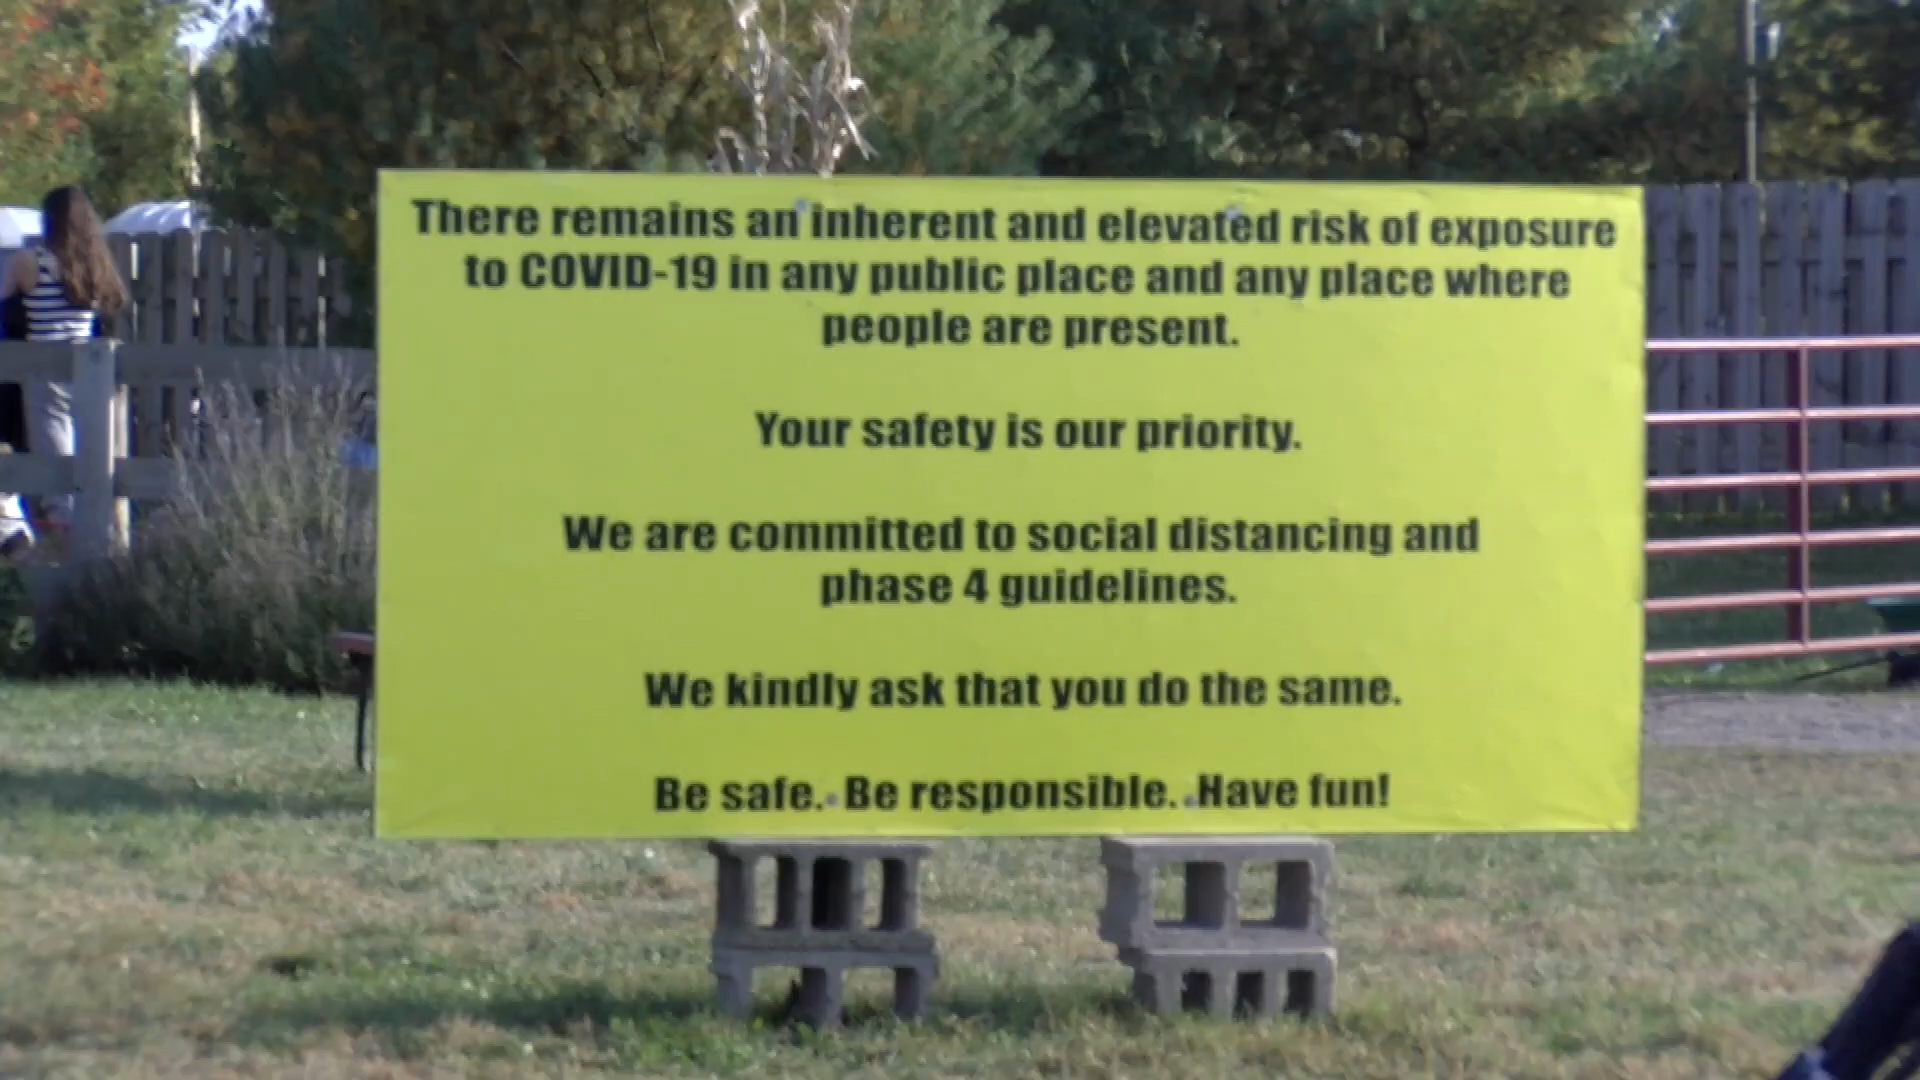 There remains an inherent and elevated risk of exposure
to COVID-19 in any public place and any place where
people are present.
Your safety is our priority.
We are committed to social distancing and
phase 4 guidelines.
We kindly ask that you do the same.
Be safe. Be responsible. Have fun!